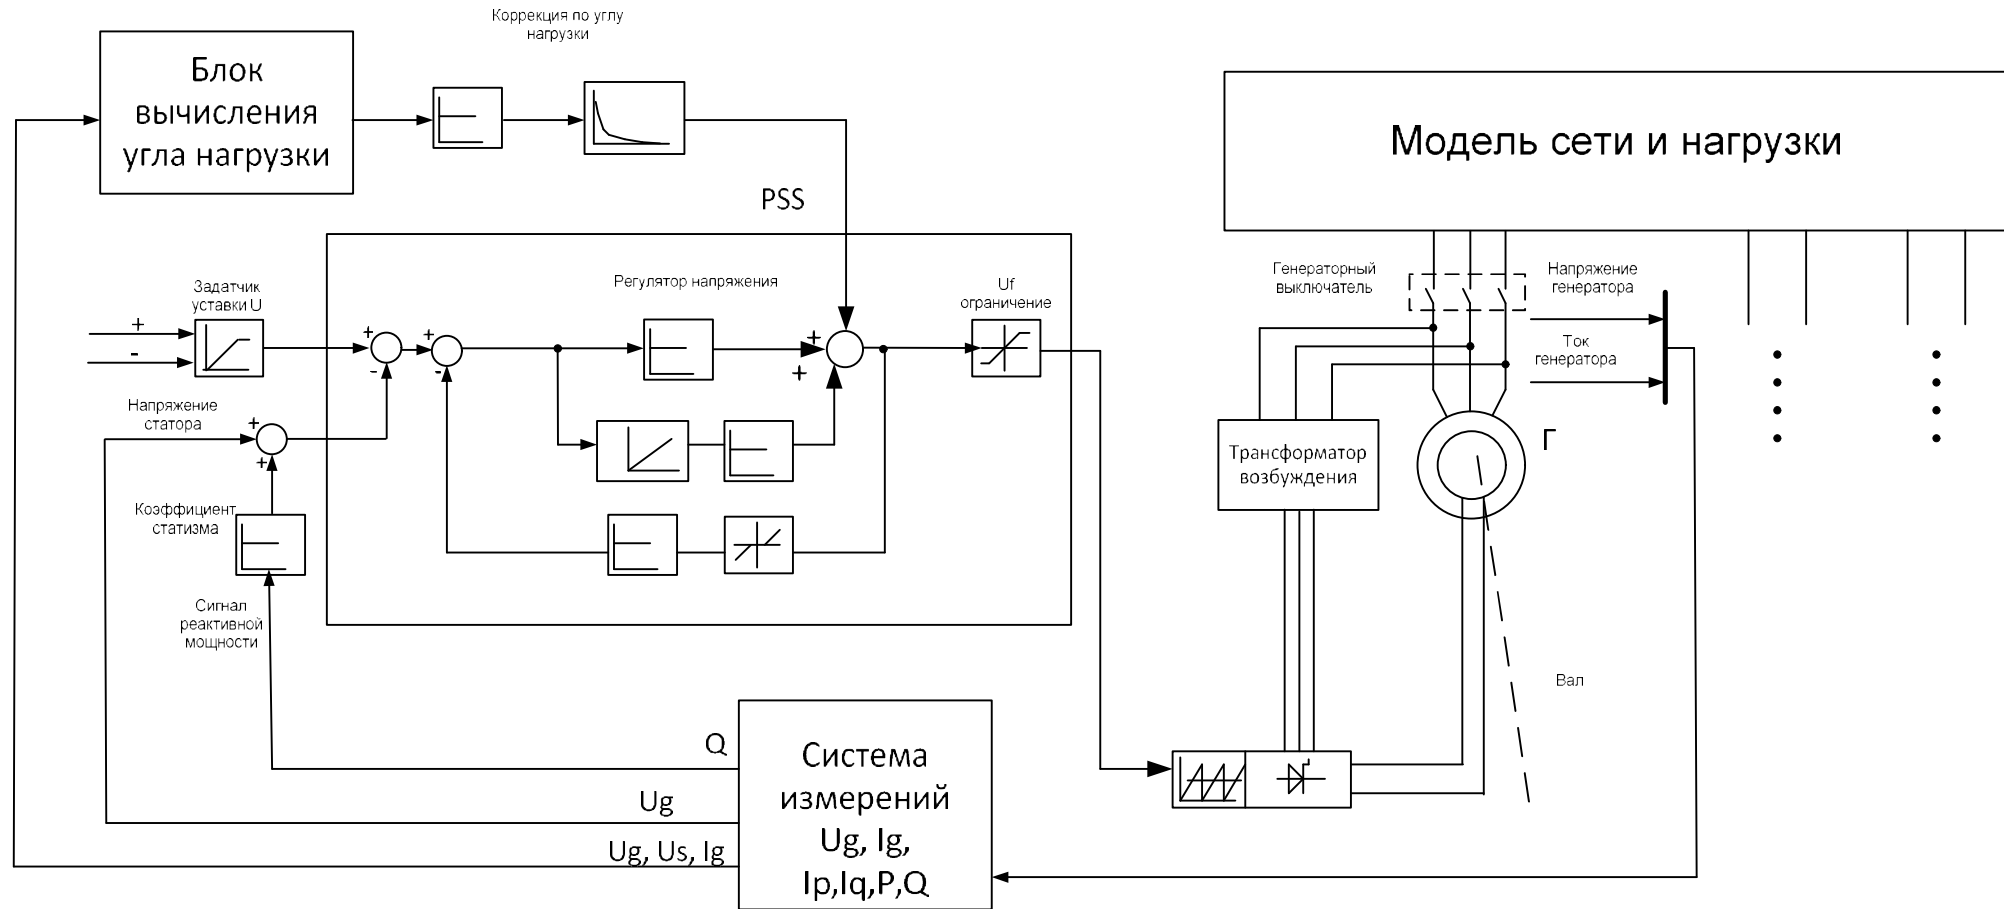 Коррекция по углу
нагрузки
Блок
вычисления
угла нагрузки
Модель сети и нагрузки
PSS
Задатчик
уставки U
Регулятор напряжения
Uf
ограничение
Генераторный
выключатель
Напряжение
генератора
Ток
генератора
+
-
+
-
+
-
+
+
Напряжение
статора
+
+
Г
Трансформатор
возбуждения
Коэффициент
статизма
Сигнал
реактивной
мощности
Вал
Q
Ug
Ug, Us, Ig
Система
измерений
Ug, Ig,
Ip,Iq,P,Q